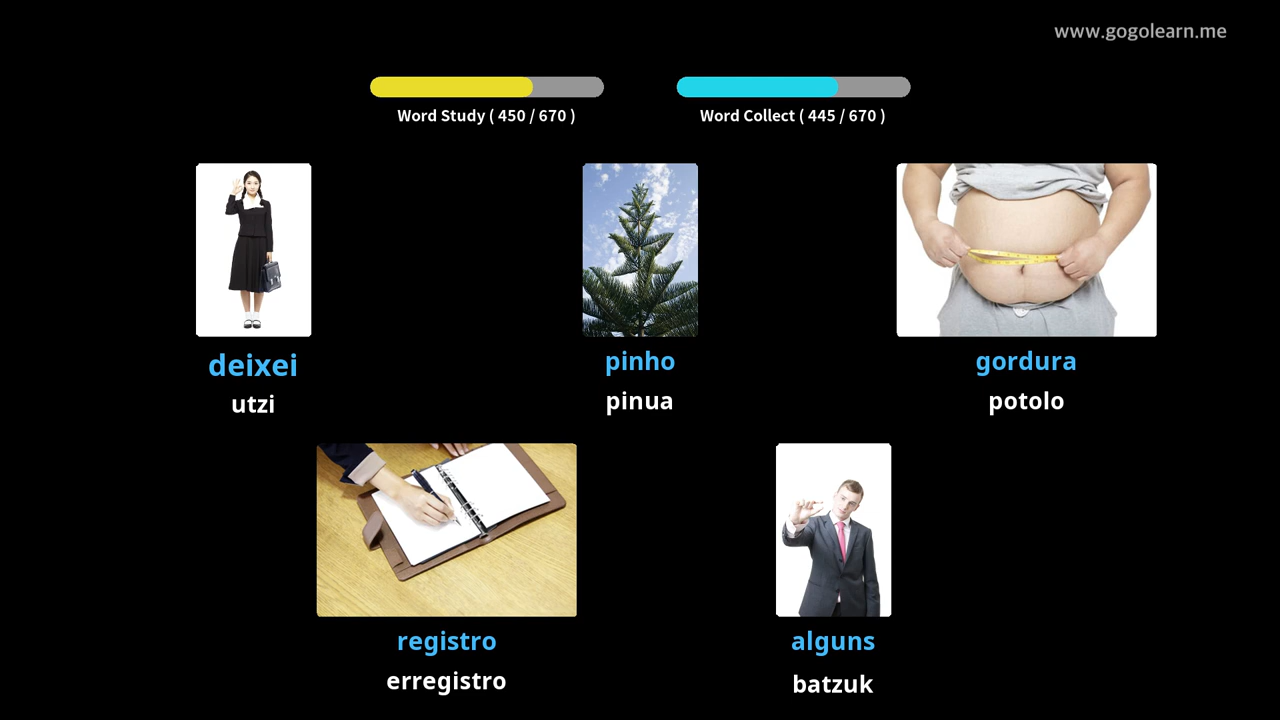 www.gogolearn.me
Word Study ( 450 / 670 )
Word Collect ( 445 / 670 )
deixei
utzi
pinho
pinua
gordura
potolo
registro
erregistro
alguns
batzuk